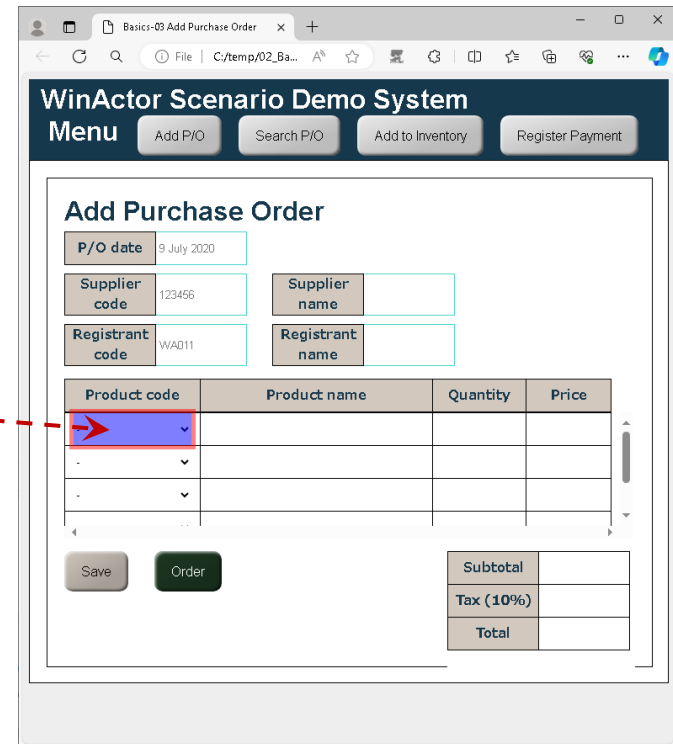 Basics-03 Add Purchase Order
File | C:/temp/02_Ba...
WinActor Scenario Demo System
Menu Add P/O Search P/O Add to Inventory Register Payment
Add Purchase Order
P/O date 9 July 2020
Supplier code 123456 Supplier name
Registrant code WA011 Registrant name
Product code Product name Quantity Price
-
-
-
Save Order
Subtotal
Tax (10%)
Total